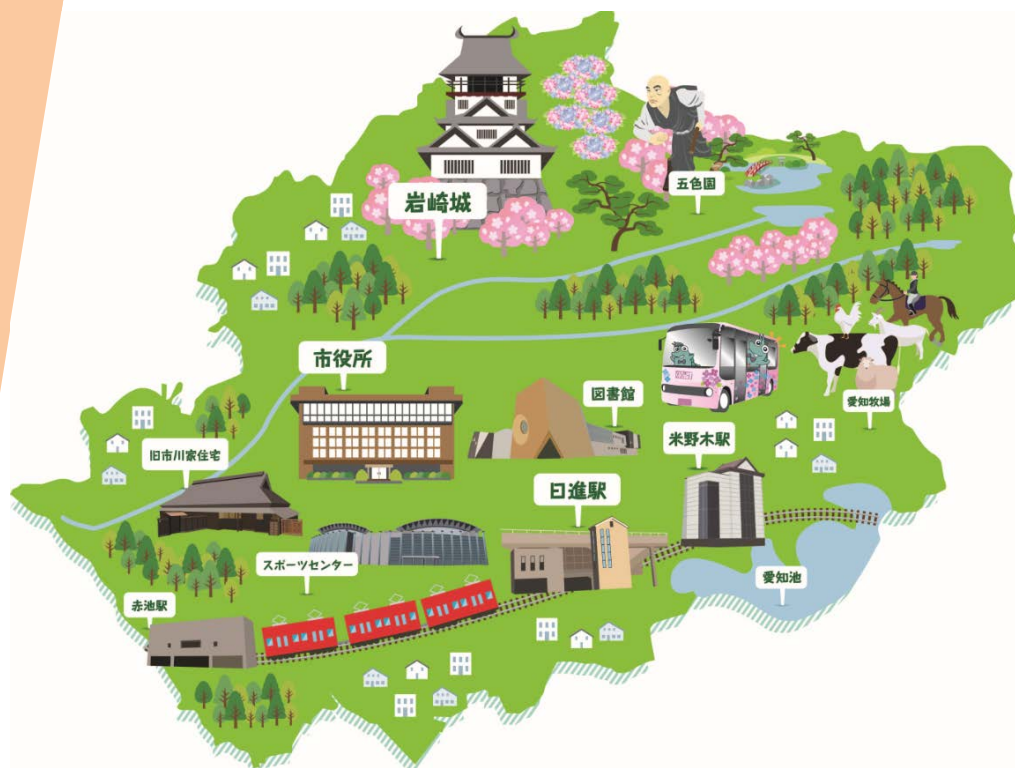 岩崎城
五色園
市役所
図書館
愛知牧場
米野木駅
旧市川家住宅
日進駅
スポーツセンター
愛知池
赤池駅